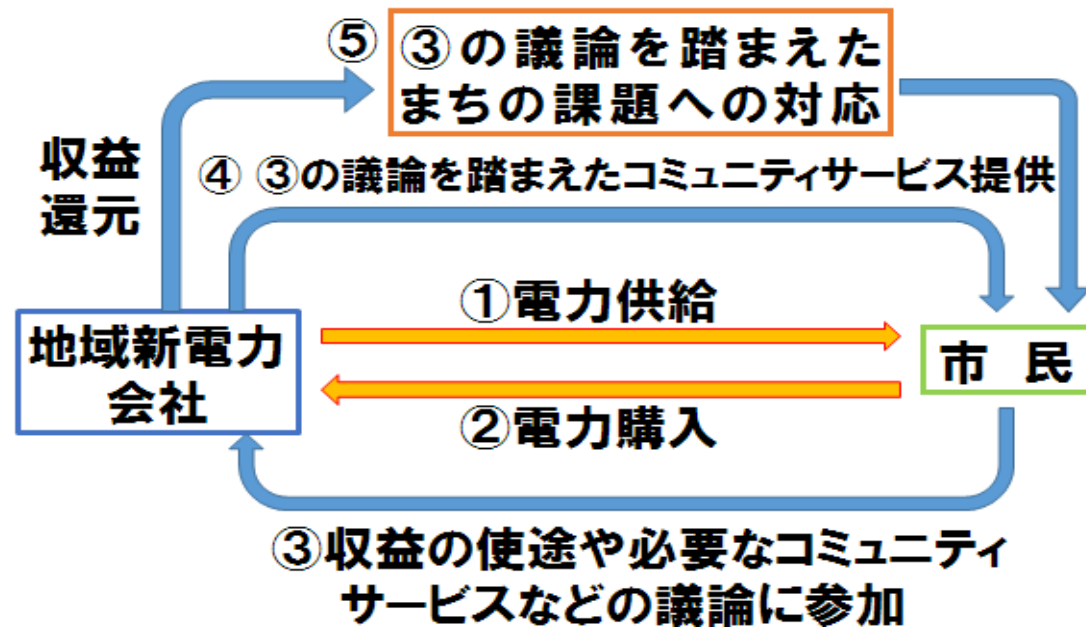 ⑤ ③の議論を踏まえた
まちの課題への対応
収益
還元
④ ③の議論を踏まえたコミュニティサービス提供
①電力供給
地域新電力
会社
市 民
②電力購入
③収益の使途や必要なコミュニティ
サービスなどの議論に参加